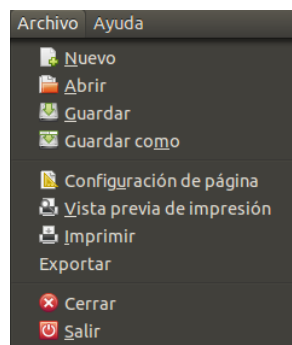 Archivo Ayuda
Nuevo
Abrir
Guardar
Guardar como
Configuración de página
Vista previa de impresión
Imprimir
Exportar
Cerrar
Salir